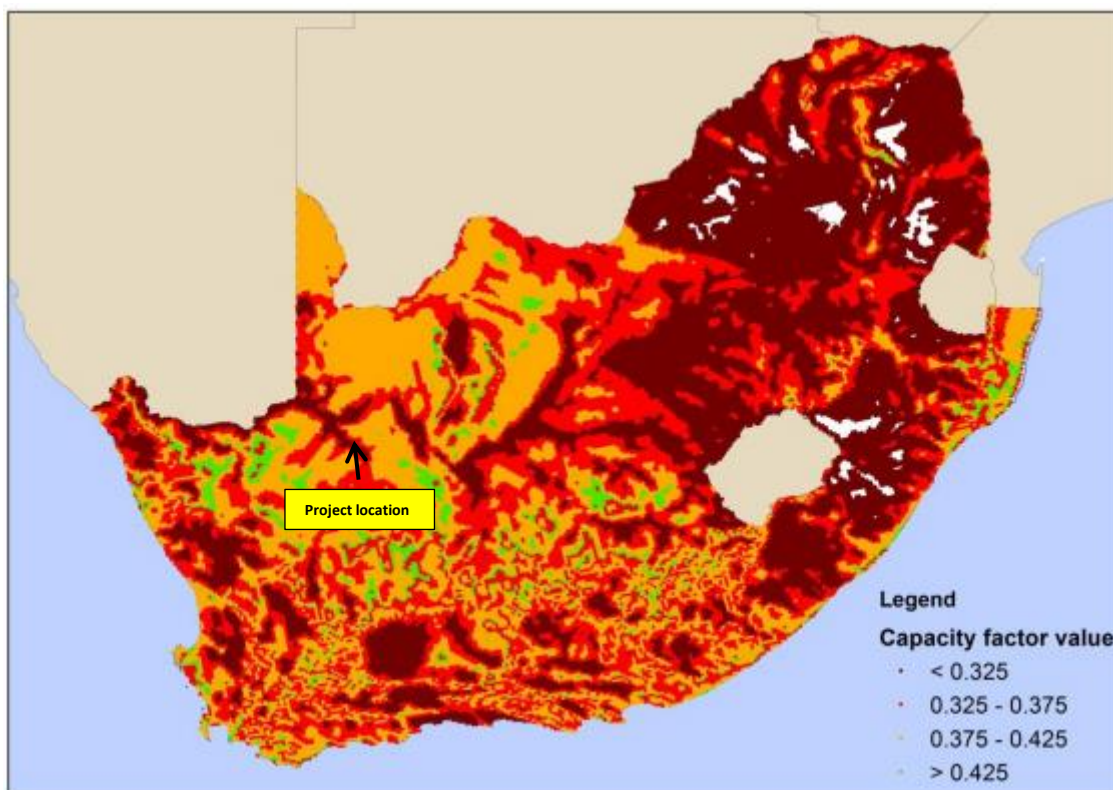 Project location
Legend
Capacity factor value
< 0.325
0.325 - 0.375
0.375 - 0.425
> 0.425